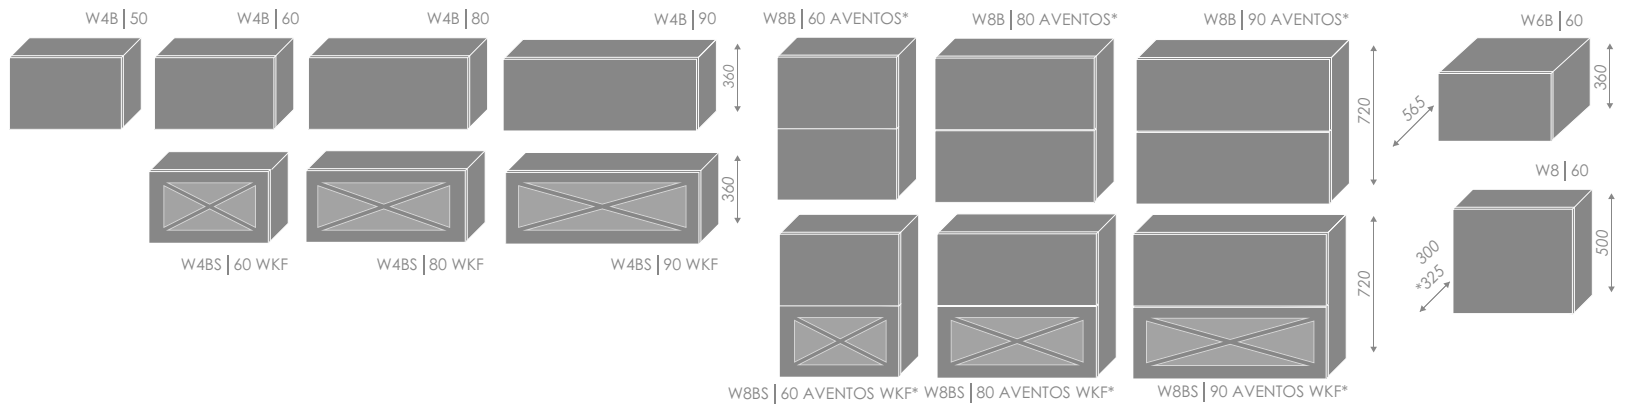 W4B | 50
W4B | 60
W4B | 80
W4B | 90
W8B | 60 AVENTOS*
W8B | 80 AVENTOS*
W8B | 90 AVENTOS*
W6B | 60
360
720
565
360
W8 | 60
360
W4BS | 60 WKF
W4BS | 80 WKF
W4BS | 90 WKF
720
300
*325
500
W8BS | 60 AVENTOS WKF*
W8BS | 80 AVENTOS WKF*
W8BS | 90 AVENTOS WKF*